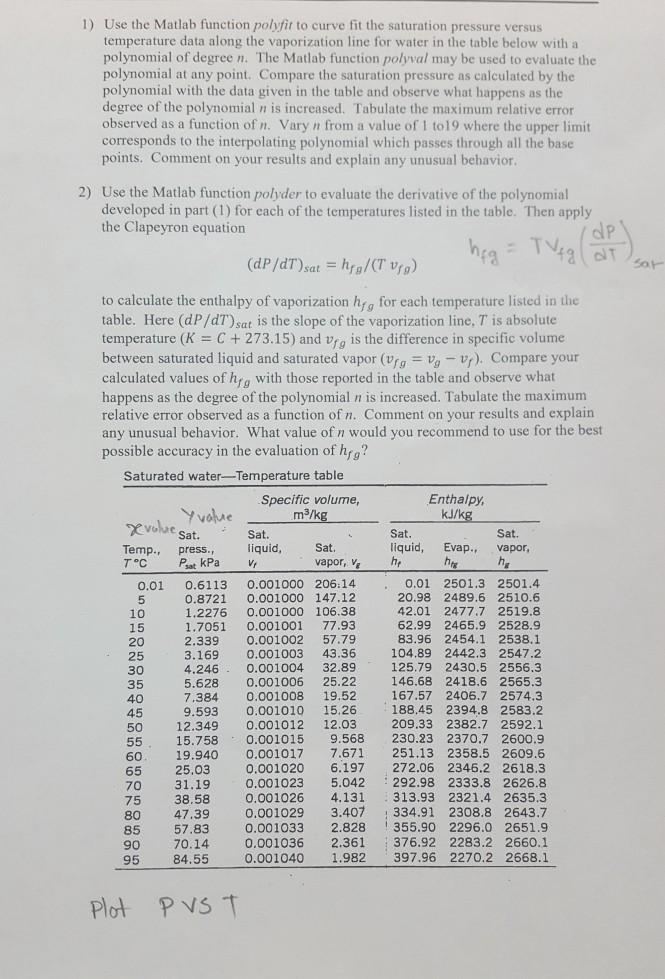 1) Use the Matlab function polyfit to curve fit the saturation pressure versus
temperature data along the vaporization line for water in the table below with a
polynomial of degree n. The Matlab function polyval may be used to evaluate the
polynomial at any point. Compare the saturation pressure as calculated by the
polynomial with the data given in the table and observe what happens as the
degree of the polynomial n is increased. Tabulate the maximum relative error
observed as a function of n. Vary n from a value of 1 to19 where the upper limit
corresponds to the interpolating polynomial which passes through all the base
points. Comment on your results and explain any unusual behavior.
2) Use the Matlab function polyder to evaluate the derivative of the polynomial
developed in part (1) for each of the temperatures listed in the table. Then apply
the Clapeyron equation
hfg = T Vfg (dP/dT)sat
(dP/dT)sat = hfg/(T vfg)
to calculate the enthalpy of vaporization hfg for each temperature listed in the
table. Here (dP/dT)sat is the slope of the vaporization line, T is absolute
temperature (K = C + 273.15) and vfg is the difference in specific volume
between saturated liquid and saturated vapor (vfg = vg − vf). Compare your
calculated values of hfg with those reported in the table and observe what
happens as the degree of the polynomial n is increased. Tabulate the maximum
relative error observed as a function of n. Comment on your results and explain
any unusual behavior. What value of n would you recommend to use for the best
possible accuracy in the evaluation of hfg?
Saturated water—Temperature table
Specific volume, Enthalpy,
m³/kg kJ/kg
x value Y value
Sat. Sat. Sat. Sat.
Temp., press., liquid, Sat. liquid, Evap., vapor,
T °C Psat kPa vf vapor, vg hf hfg hg
0.01 0.6113 0.001000 206.14 0.01 2501.3 2501.4
5 0.8721 0.001000 147.12 20.98 2489.6 2510.6
10 1.2276 0.001000 106.38 42.01 2477.7 2519.8
15 1.7051 0.001001 77.93 62.99 2465.9 2528.9
20 2.339 0.001002 57.79 83.96 2454.1 2538.1
25 3.169 0.001003 43.36 104.89 2442.3 2547.2
30 4.246 0.001004 32.89 125.79 2430.5 2556.3
35 5.628 0.001006 25.22 146.68 2418.6 2565.3
40 7.384 0.001008 19.52 167.57 2406.7 2574.3
45 9.593 0.001010 15.26 188.45 2394.8 2583.2
50 12.349 0.001012 12.03 209.33 2382.7 2592.1
55 15.758 0.001015 9.568 230.23 2370.7 2600.9
60 19.940 0.001017 7.671 251.13 2358.5 2609.6
65 25.03 0.001020 6.197 272.06 2346.2 2618.3
70 31.19 0.001023 5.042 292.98 2333.8 2626.8
75 38.58 0.001026 4.131 313.93 2321.4 2635.3
80 47.39 0.001029 3.407 334.91 2308.8 2643.7
85 57.83 0.001033 2.828 355.90 2296.0 2651.9
90 70.14 0.001036 2.361 376.92 2283.2 2660.1
95 84.55 0.001040 1.982 397.96 2270.2 2668.1
Plot P VS T